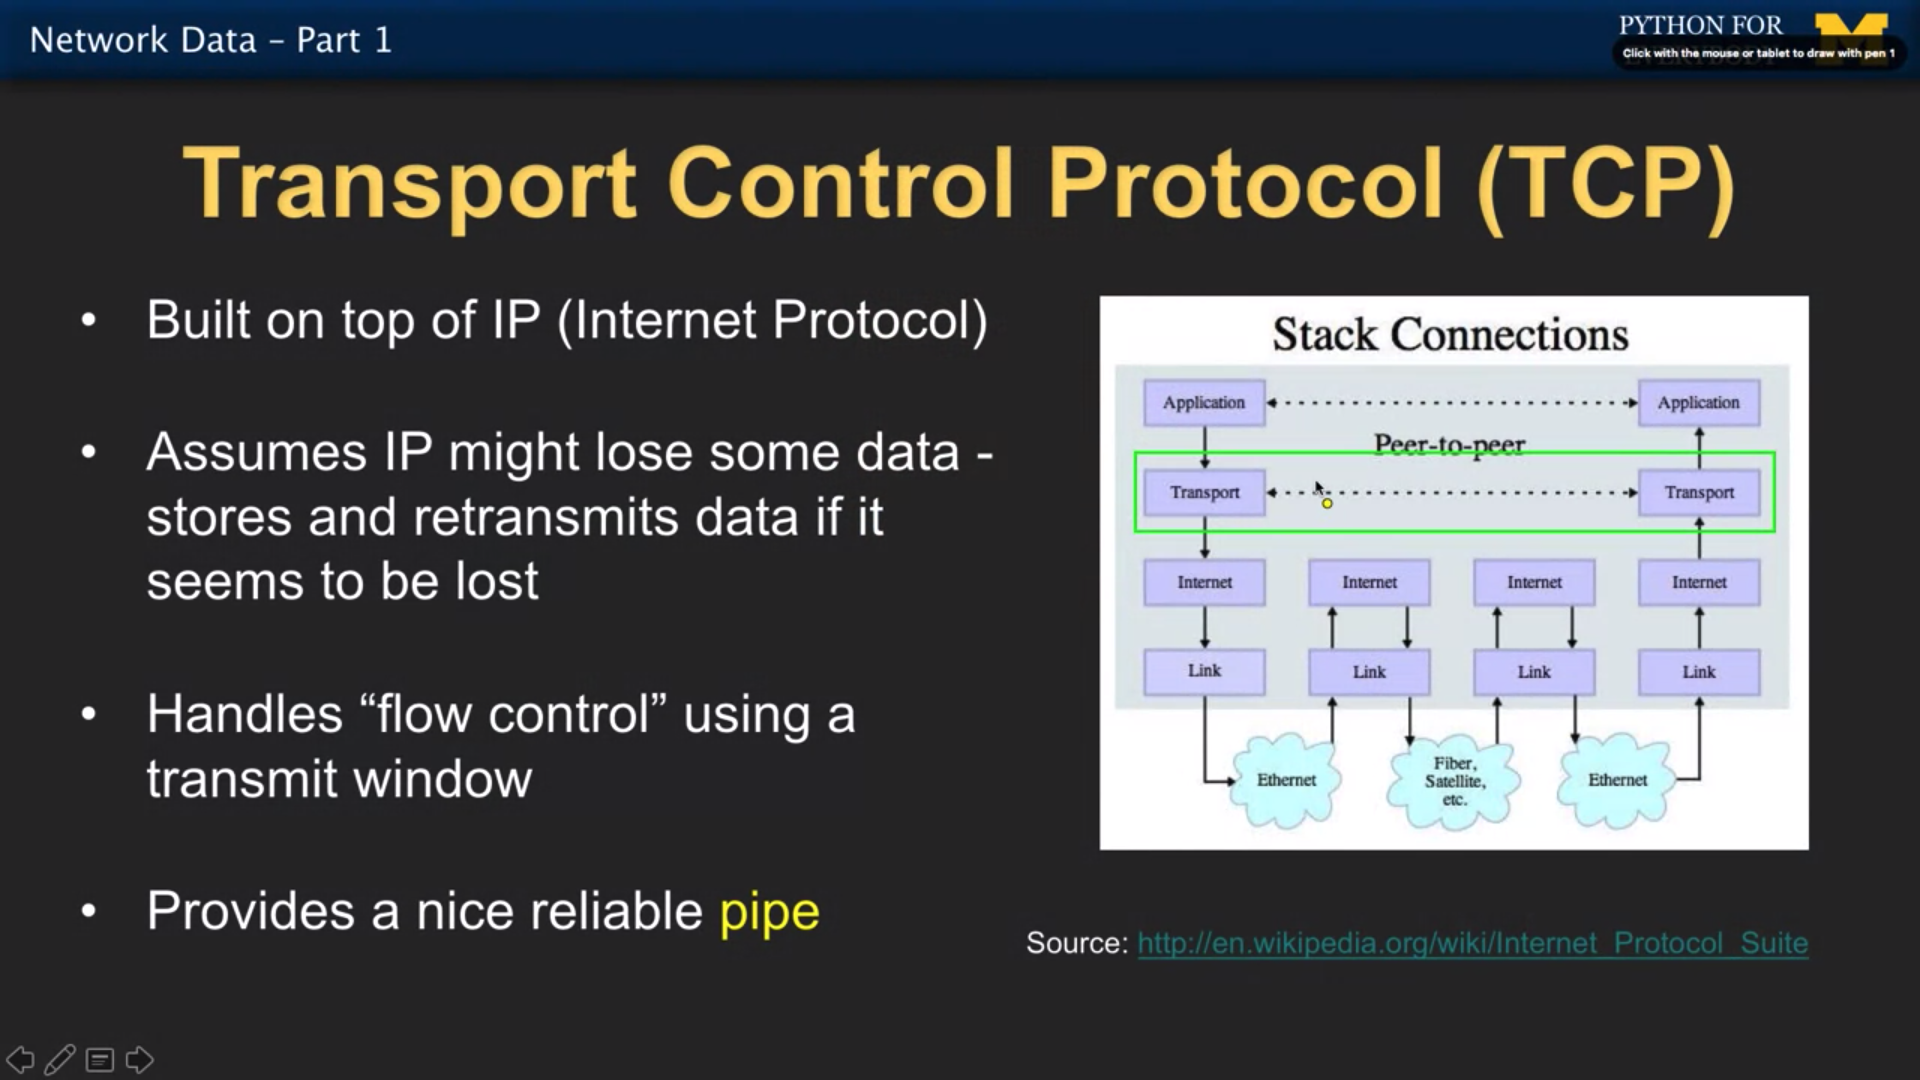 Network Data – Part 1
PYTHON FOR
Click with the mouse or tablet to draw with pen 1
Transport Control Protocol (TCP)
• Built on top of IP (Internet Protocol)
• Assumes IP might lose some data -
stores and retransmits data if it
seems to be lost
• Handles “flow control” using a
transmit window
• Provides a nice reliable pipe
Stack Connections
Application Application
Peer-to-peer
Transport Transport
Internet Internet Internet Internet
Link Link Link Link
Ethernet
Fiber,
Satellite,
etc.
Ethernet
Source: http://en.wikipedia.org/wiki/Internet_Protocol_Suite